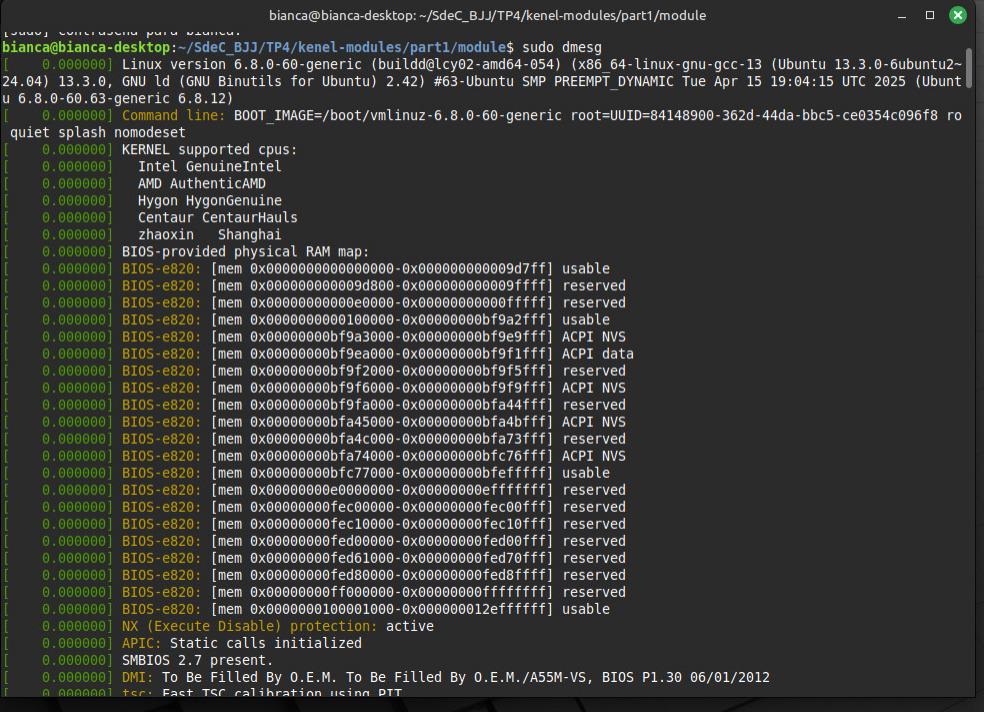 bianca@bianca-desktop: ~/SdeC_BJJ/TP4/kenel-modules/part1/module
[sudo] contraseña para bianca:
bianca@bianca-desktop:~/SdeC_BJJ/TP4/kenel-modules/part1/module$ sudo dmesg
[    0.000000] Linux version 6.8.0-60-generic (buildd@lcy02-amd64-054) (x86_64-linux-gnu-gcc-13 (Ubuntu 13.3.0-6ubuntu2~
24.04) 13.3.0, GNU ld (GNU Binutils for Ubuntu) 2.42) #63-Ubuntu SMP PREEMPT_DYNAMIC Tue Apr 15 19:04:15 UTC 2025 (Ubunt
u 6.8.0-60.63-generic 6.8.12)
[    0.000000] Command line: BOOT_IMAGE=/boot/vmlinuz-6.8.0-60-generic root=UUID=84148900-362d-44da-bbc5-ce0354c096f8 ro
 quiet splash nomodeset
[    0.000000] KERNEL supported cpus:
[    0.000000]   Intel GenuineIntel
[    0.000000]   AMD AuthenticAMD
[    0.000000]   Hygon HygonGenuine
[    0.000000]   Centaur CentaurHauls
[    0.000000]   zhaoxin   Shanghai
[    0.000000] BIOS-provided physical RAM map:
[    0.000000] BIOS-e820: [mem 0x0000000000000000-0x000000000009d7ff] usable
[    0.000000] BIOS-e820: [mem 0x000000000009d800-0x000000000009ffff] reserved
[    0.000000] BIOS-e820: [mem 0x00000000000e0000-0x00000000000fffff] reserved
[    0.000000] BIOS-e820: [mem 0x0000000000100000-0x00000000bf9a2fff] usable
[    0.000000] BIOS-e820: [mem 0x00000000bf9a3000-0x00000000bf9e9fff] ACPI NVS
[    0.000000] BIOS-e820: [mem 0x00000000bf9ea000-0x00000000bf9f1fff] ACPI data
[    0.000000] BIOS-e820: [mem 0x00000000bf9f2000-0x00000000bf9f5fff] reserved
[    0.000000] BIOS-e820: [mem 0x00000000bf9f6000-0x00000000bf9f9fff] ACPI NVS
[    0.000000] BIOS-e820: [mem 0x00000000bf9fa000-0x00000000bfa44fff] reserved
[    0.000000] BIOS-e820: [mem 0x00000000bfa45000-0x00000000bfa4bfff] ACPI NVS
[    0.000000] BIOS-e820: [mem 0x00000000bfa4c000-0x00000000bfa73fff] reserved
[    0.000000] BIOS-e820: [mem 0x00000000bfa74000-0x00000000bfc76fff] ACPI NVS
[    0.000000] BIOS-e820: [mem 0x00000000bfc77000-0x00000000bfefffff] usable
[    0.000000] BIOS-e820: [mem 0x00000000e0000000-0x00000000efffffff] reserved
[    0.000000] BIOS-e820: [mem 0x00000000fec00000-0x00000000fec00fff] reserved
[    0.000000] BIOS-e820: [mem 0x00000000fec10000-0x00000000fec10fff] reserved
[    0.000000] BIOS-e820: [mem 0x00000000fed00000-0x00000000fed00fff] reserved
[    0.000000] BIOS-e820: [mem 0x00000000fed61000-0x00000000fed70fff] reserved
[    0.000000] BIOS-e820: [mem 0x00000000fed80000-0x00000000fed8ffff] reserved
[    0.000000] BIOS-e820: [mem 0x00000000ff000000-0x00000000ffffffff] reserved
[    0.000000] BIOS-e820: [mem 0x0000000100001000-0x000000012effffff] usable
[    0.000000] NX (Execute Disable) protection: active
[    0.000000] APIC: Static calls initialized
[    0.000000] SMBIOS 2.7 present.
[    0.000000] DMI: To Be Filled By O.E.M. To Be Filled By O.E.M./A55M-VS, BIOS P1.30 06/01/2012
[    0.000000] tsc: Fast TSC calibration using PIT